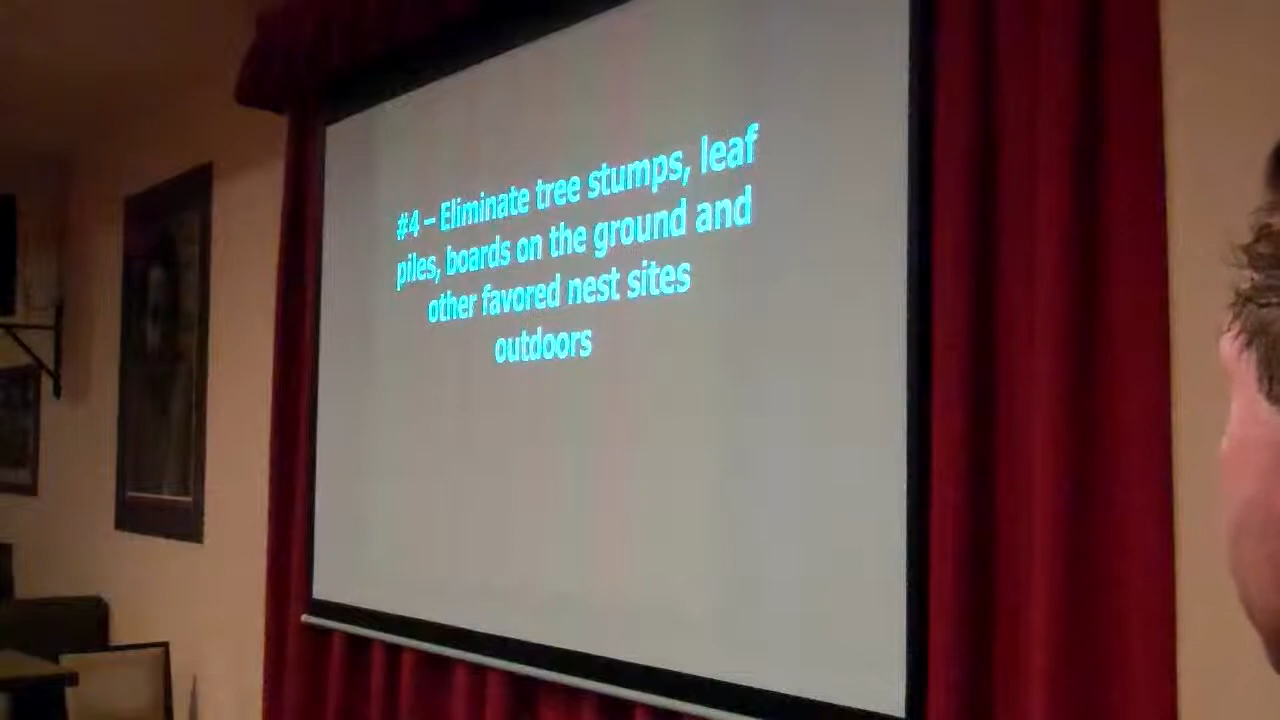 #4 – Eliminate tree stumps, leaf
piles, boards on the ground and
other favored nest sites
outdoors